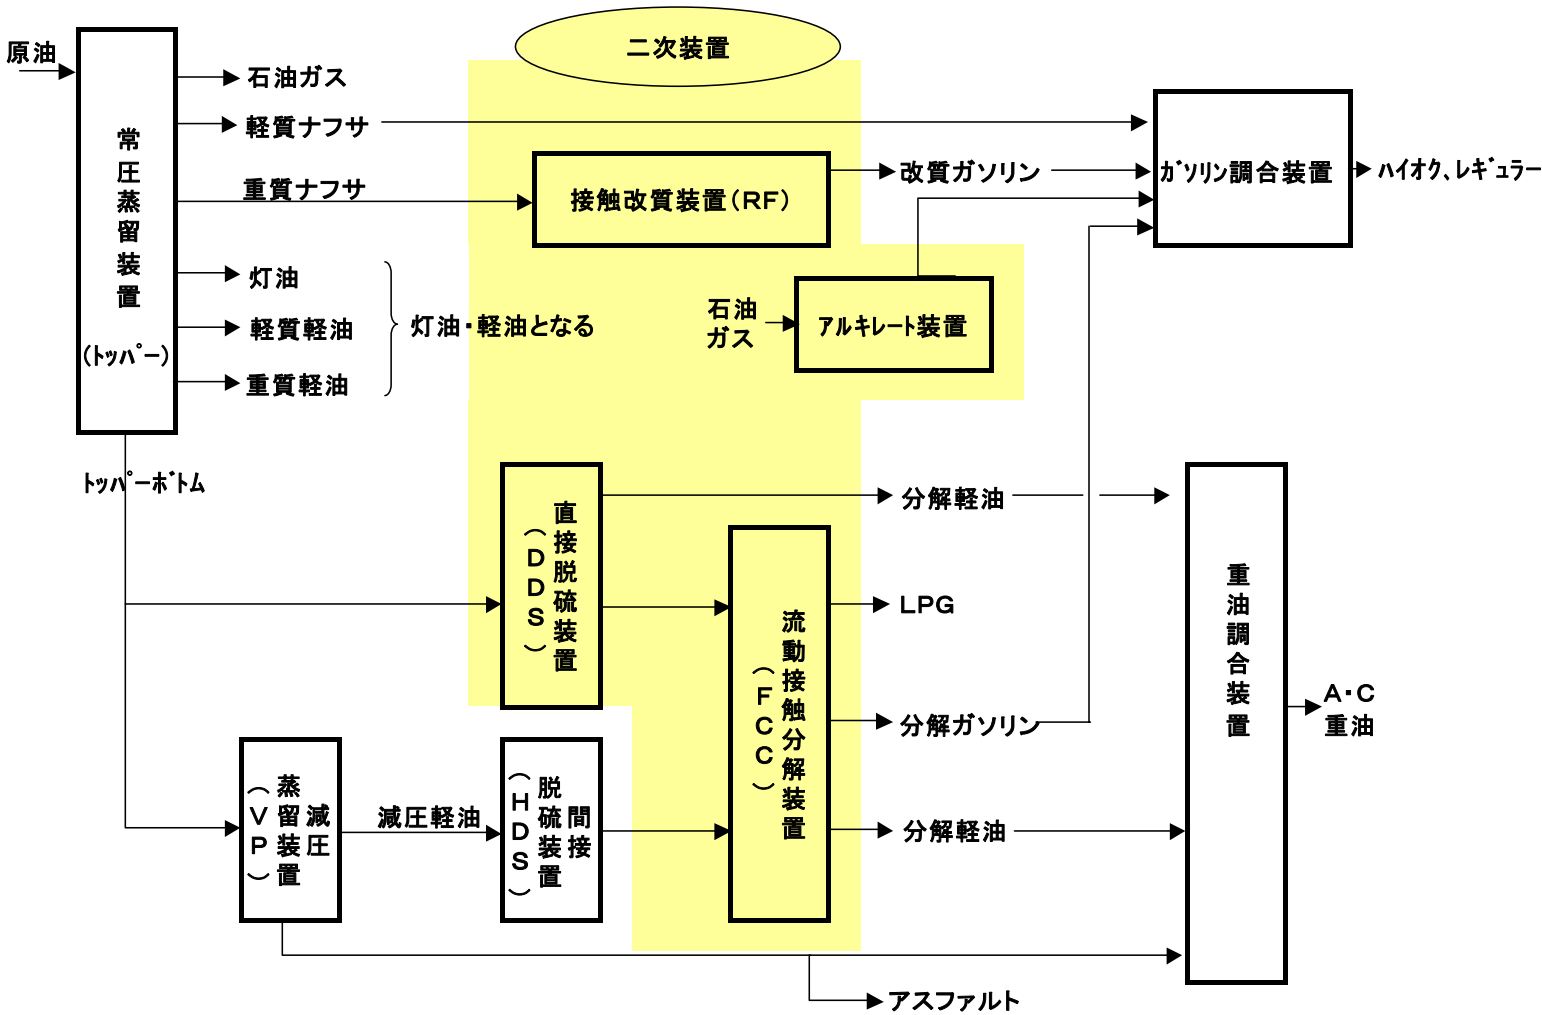 二次装置
原油
常圧蒸留装置
(ﾄｯﾊﾟｰ)
石油ガス
軽質ナフサ
重質ナフサ
灯油
軽質軽油
重質軽油
灯油・軽油となる
接触改質装置(RF)
改質ガソリン
ｶﾞｿﾘﾝ調合装置
ﾊｲｵｸ､ﾚｷﾞｭﾗｰ
石油
ガス
ｱﾙｷﾚｰﾄ装置
ﾄｯﾊﾟｰﾎﾞﾄﾑ
直接脱硫装置
(DDS)
分解軽油
流動接触分解装置
(FCC)
LPG
分解ガソリン
分解軽油
重油調合装置
A・C
重油
減圧
蒸留装置
(VP)
減圧軽油
間接
脱硫装置
(HDS)
アスファルト